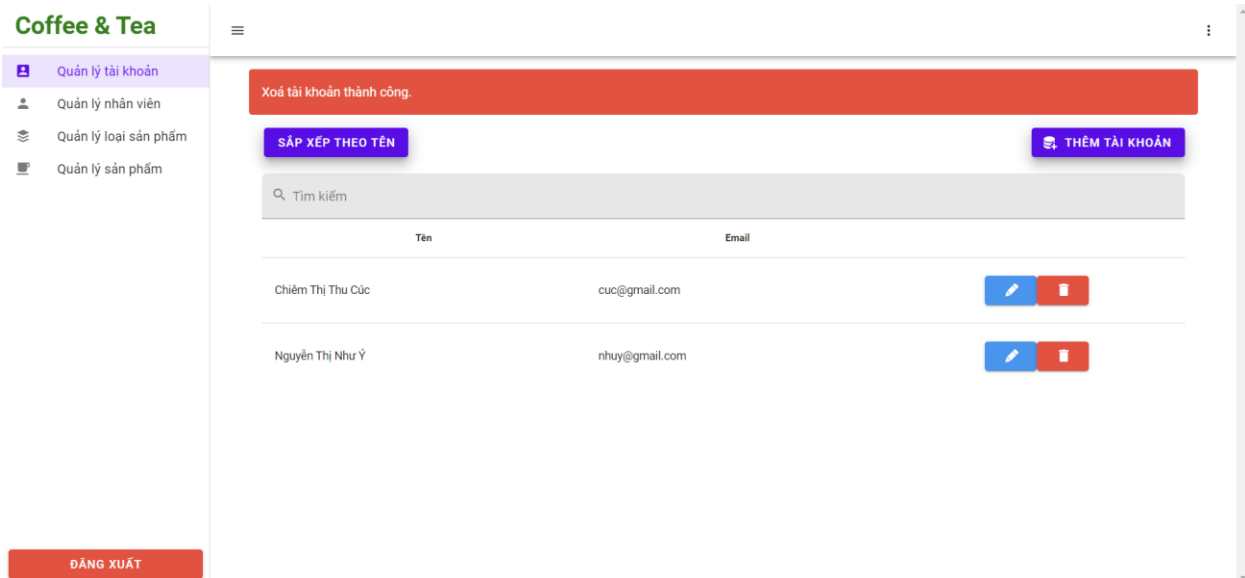 Coffee & Tea
Quản lý tài khoản
Quản lý nhân viên
Quản lý loại sản phẩm
Quản lý sản phẩm
ĐĂNG XUẤT
Xoá tài khoản thành công.
SẮP XẾP THEO TÊN
THÊM TÀI KHOẢN
Tìm kiếm
Tên Email
Chiêm Thị Thu Cúc cuc@gmail.com
Nguyễn Thị Như Ý nhuy@gmail.com